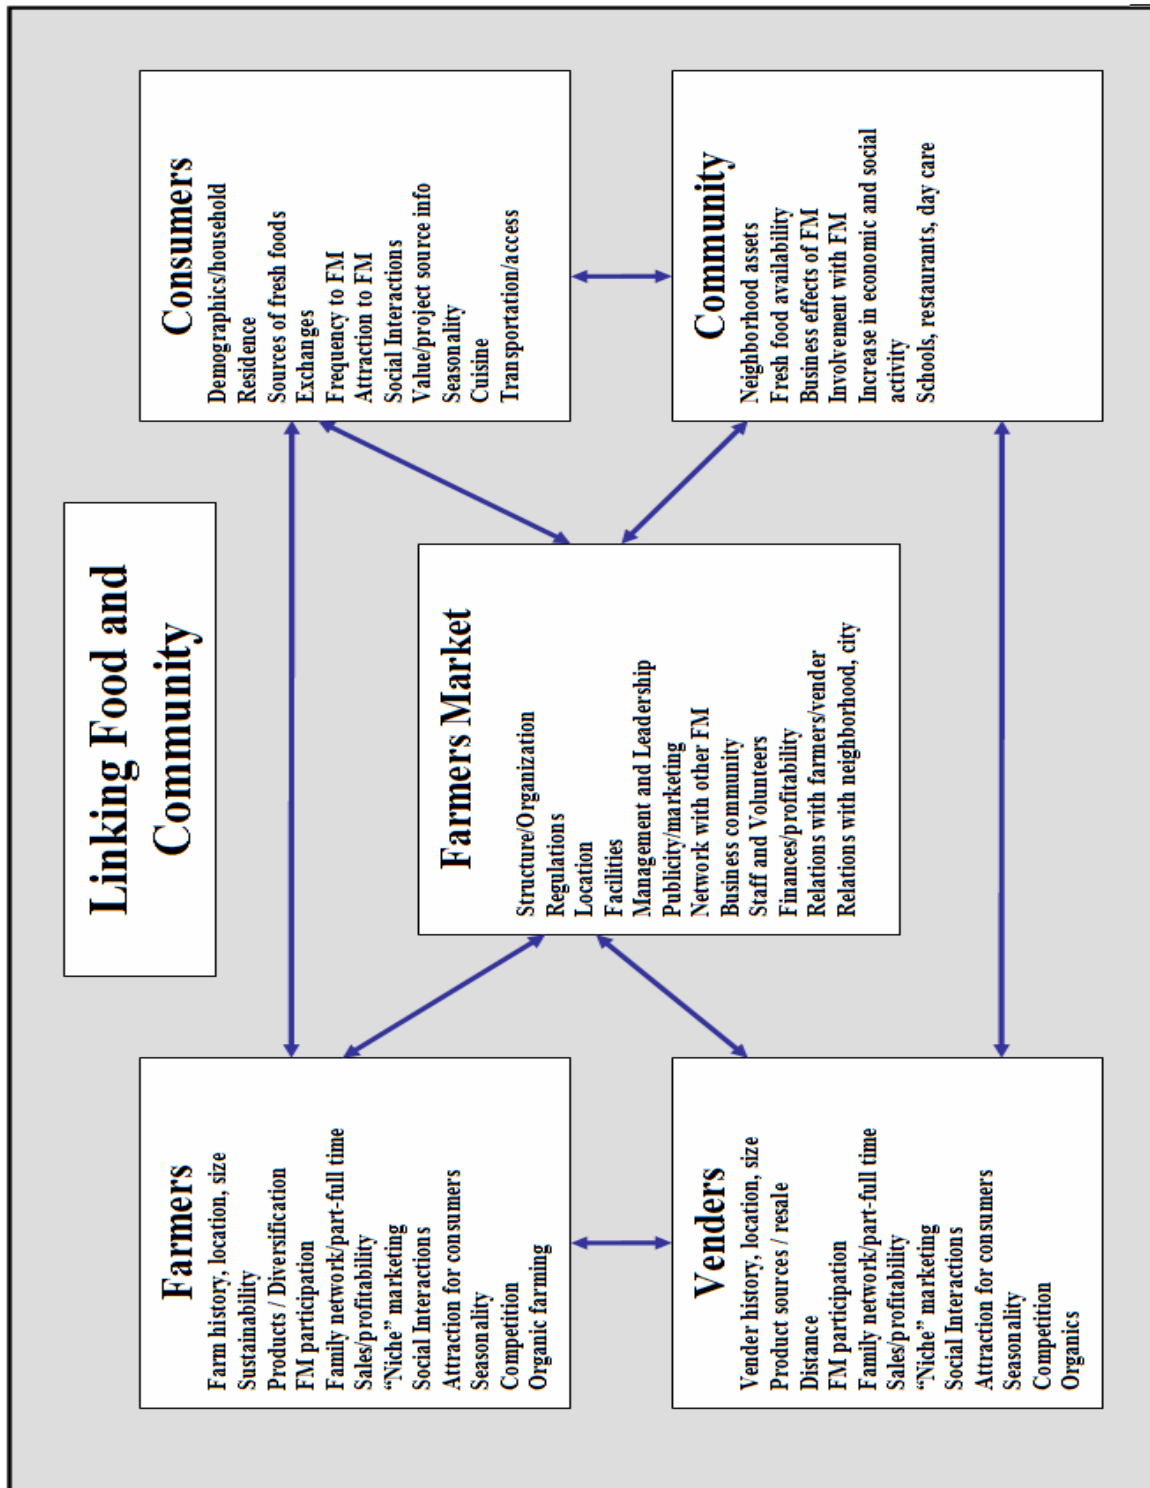 Linking Food and
Community
Farmers
Farm history, location, size
Sustainability
Products / Diversification
FM participation
Family network/part-full time
Sales/profitability
“Niche” marketing
Social Interactions
Attraction for consumers
Seasonality
Competition
Organic farming
Consumers
Demographics/household
Residence
Sources of fresh foods
Exchanges
Frequency to FM
Attraction to FM
Social Interactions
Value/project source info
Seasonality
Cuisine
Transportation/access
Farmers Market
Structure/Organization
Regulations
Location
Facilities
Management and Leadership
Publicity/marketing
Network with other FM
Business community
Staff and Volunteers
Finances/profitability
Relations with farmers/vender
Relations with neighborhood, city
Venders
Vender history, location, size
Product sources / resale
Distance
FM participation
Family network/part-full time
Sales/profitability
“Niche” marketing
Social Interactions
Attraction for consumers
Seasonality
Competition
Organics
Community
Neighborhood assets
Fresh food availability
Business effects of FM
Involvement with FM
Increase in economic and social
activity
Schools, restaurants, day care